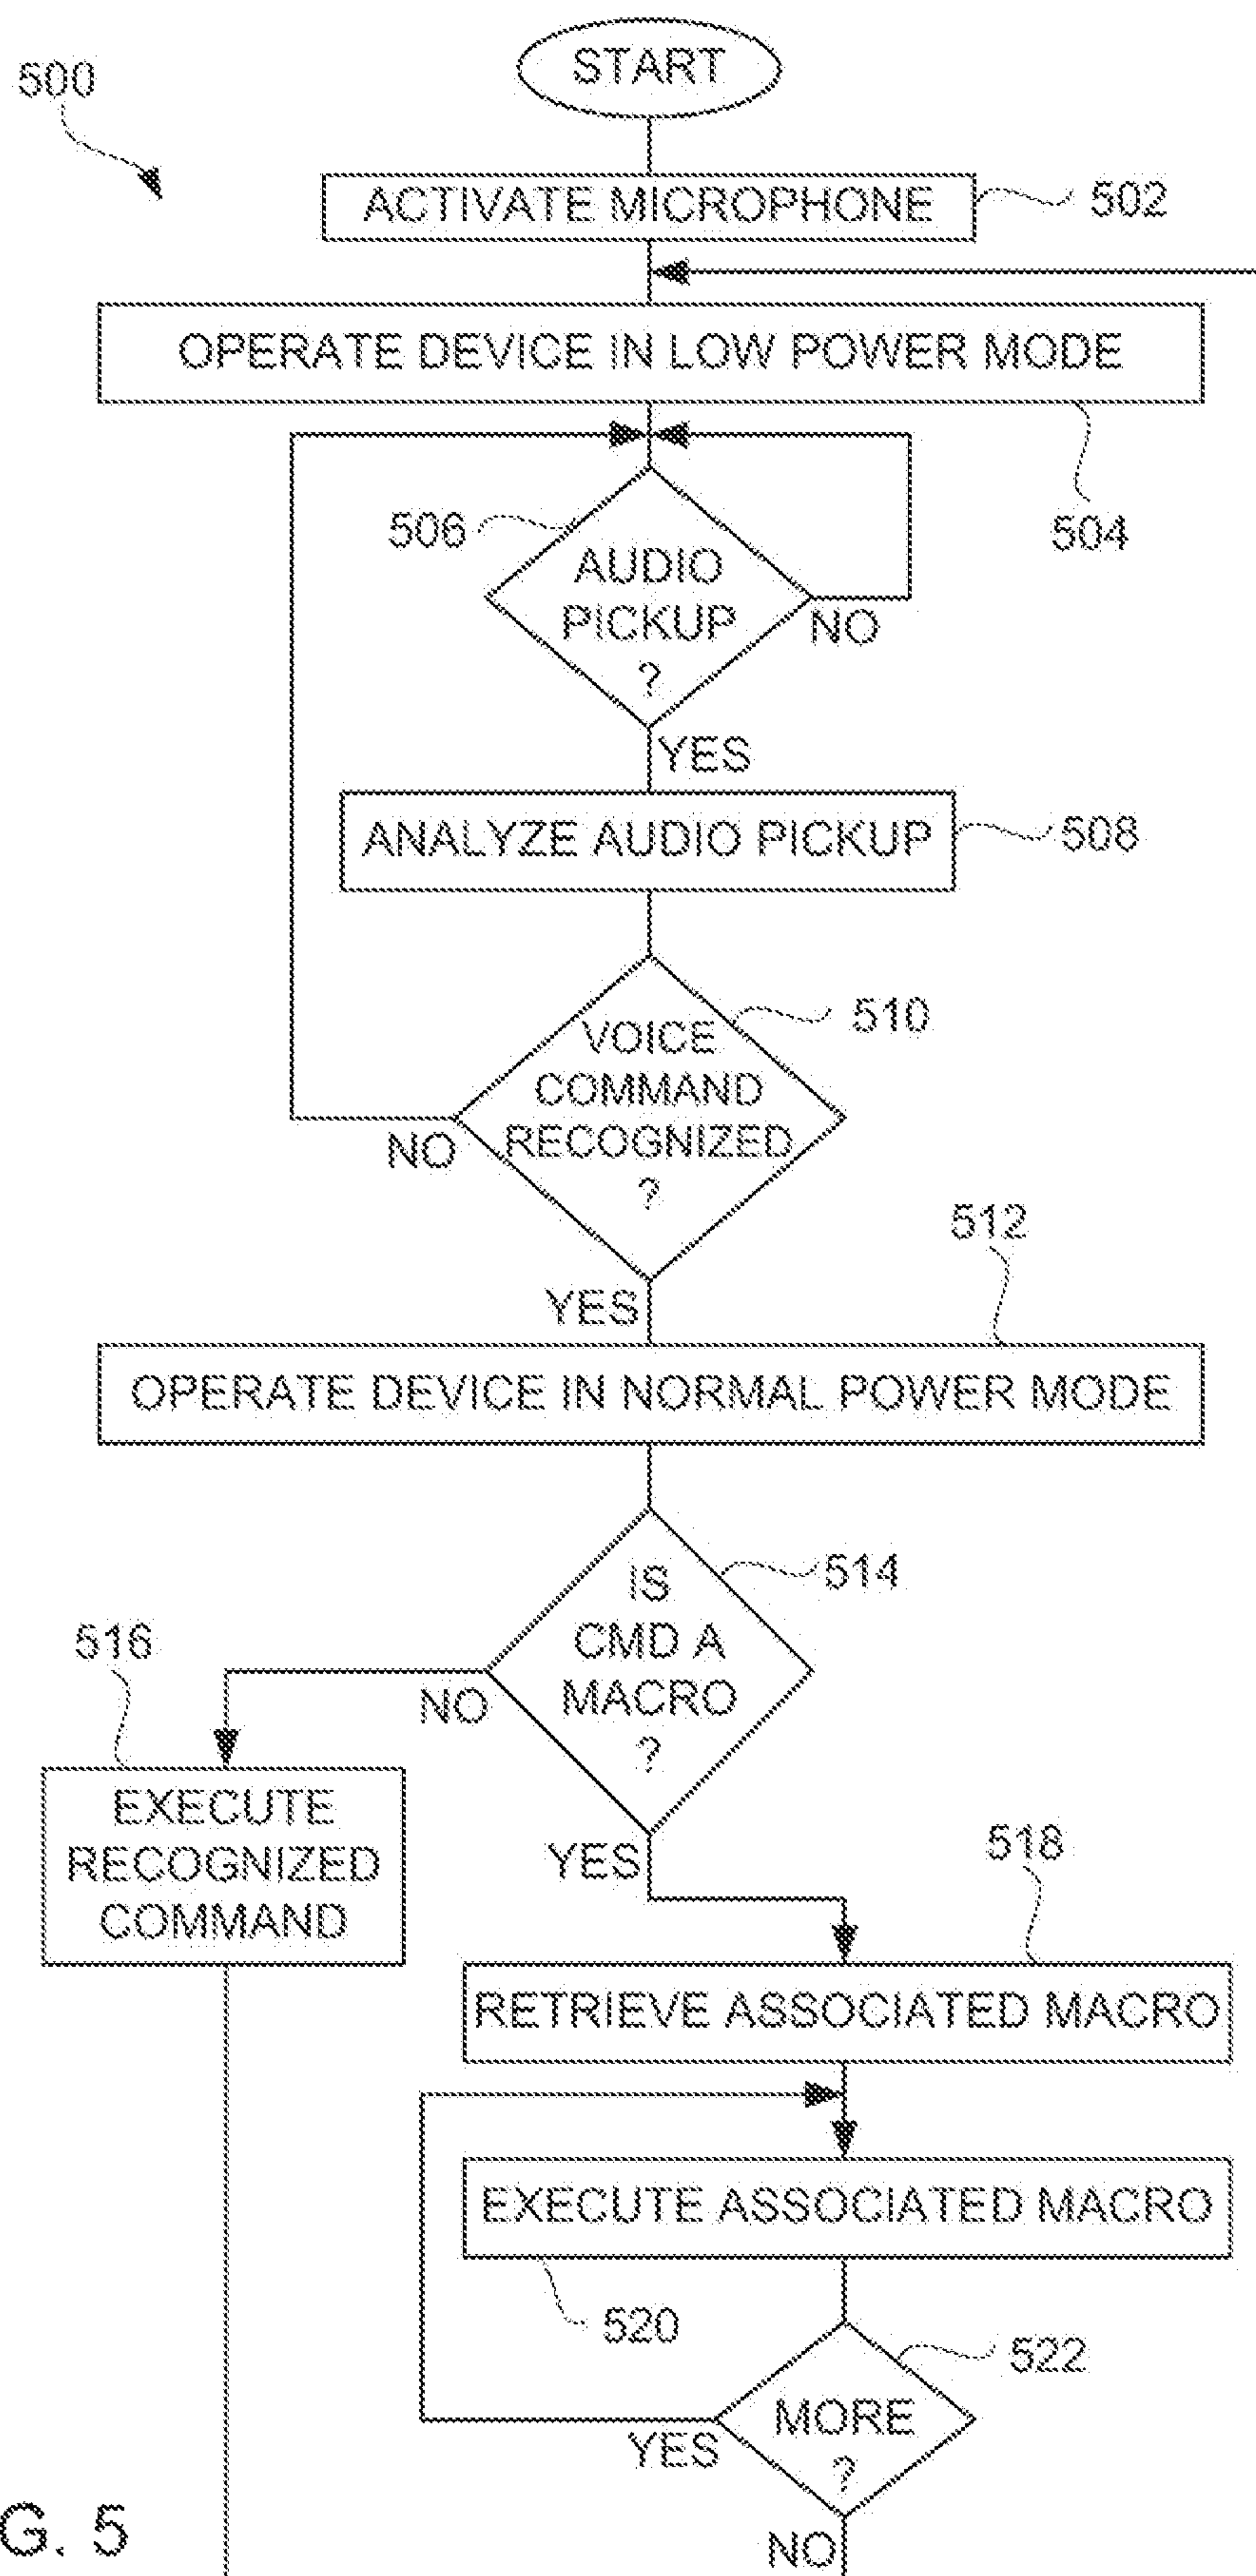 START
500
ACTIVATE MICROPHONE
502
OPERATE DEVICE IN LOW POWER MODE
504
506
AUDIO
PICKUP
?
NO
YES
ANALYZE AUDIO PICKUP
508
510
VOICE
COMMAND
RECOGNIZED
?
NO
YES
512
OPERATE DEVICE IN NORMAL POWER MODE
514
IS
CMD A
MACRO
?
NO
516
EXECUTE
RECOGNIZED
COMMAND
YES
518
RETRIEVE ASSOCIATED MACRO
EXECUTE ASSOCIATED MACRO
520
522
MORE
?
YES
NO
G. 5